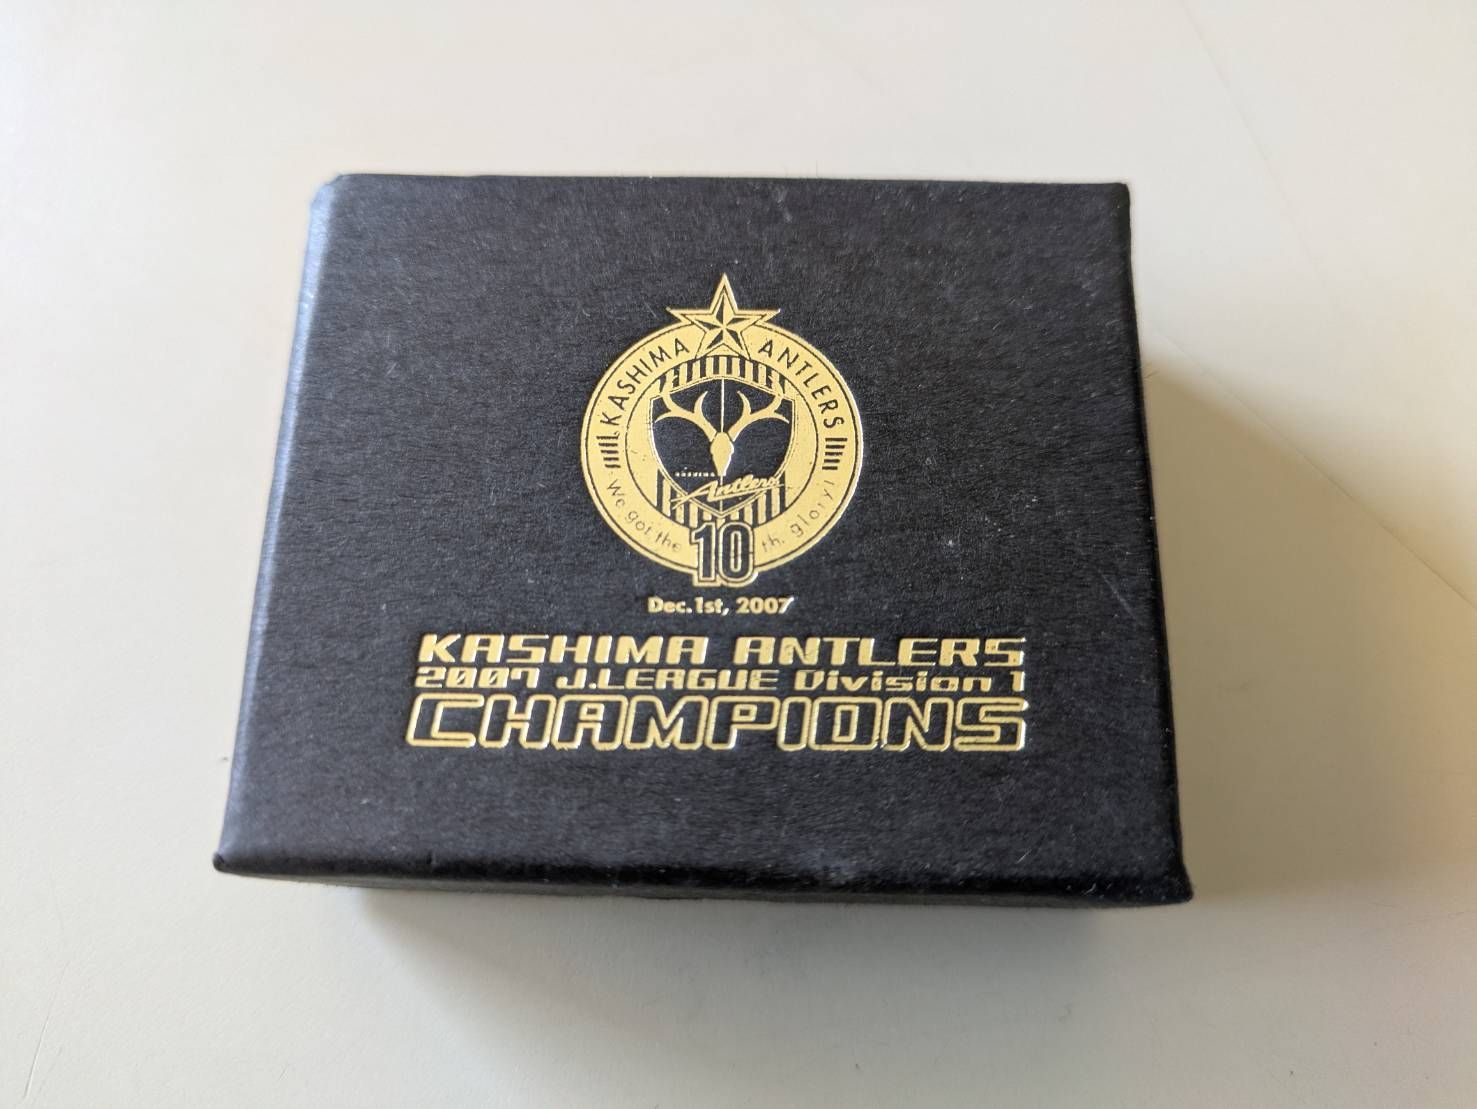 KASHIMA ANTLERS
KASHIMA
Antlers
We got the 10 th. glory!
Dec.1st, 2007
KASHIMA ANTLERS
2007 J.LEAGUE Division 1
CHAMPIONS